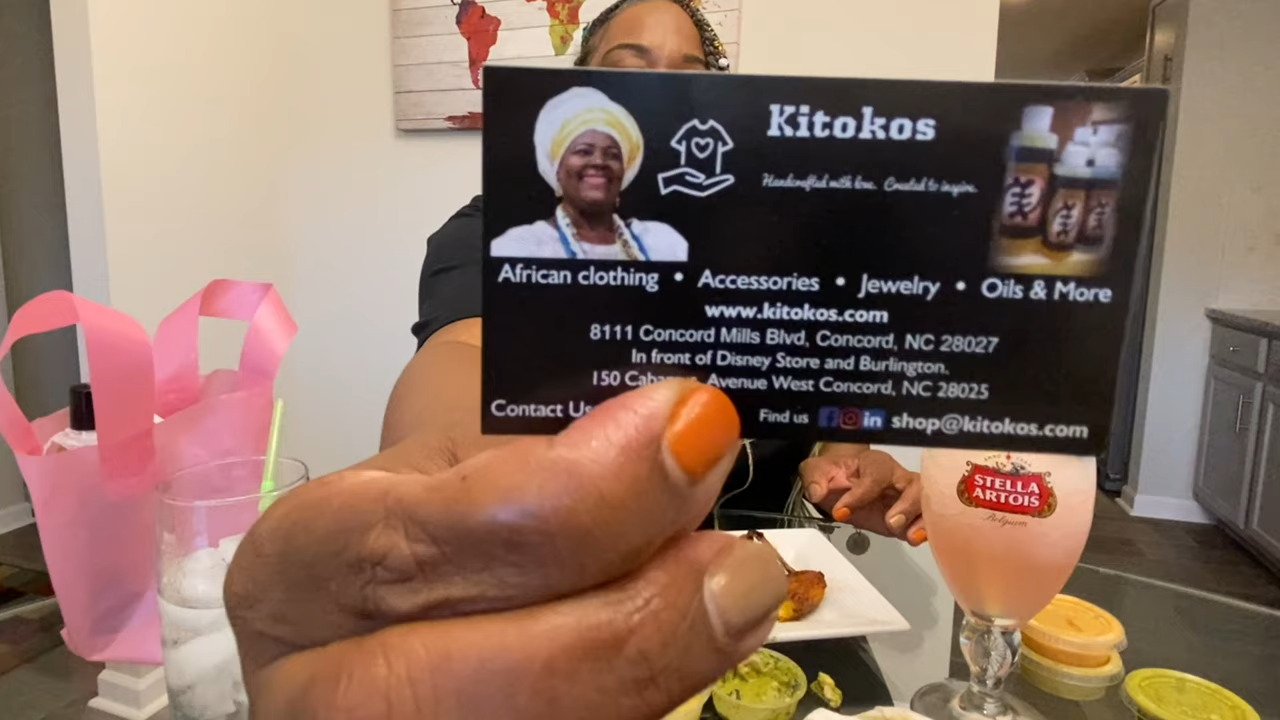 Kitokos
Handcrafted with love. Created to inspire.
African clothing • Accessories • Jewelry • Oils & More
www.kitokos.com
8111 Concord Mills Blvd, Concord, NC 28027
In front of Disney Store and Burlington.
150 Avenue West Concord, NC 28025
Contact Us
Find us f in shop@kitokos.com
STELLA
ARTOIS
Belgium